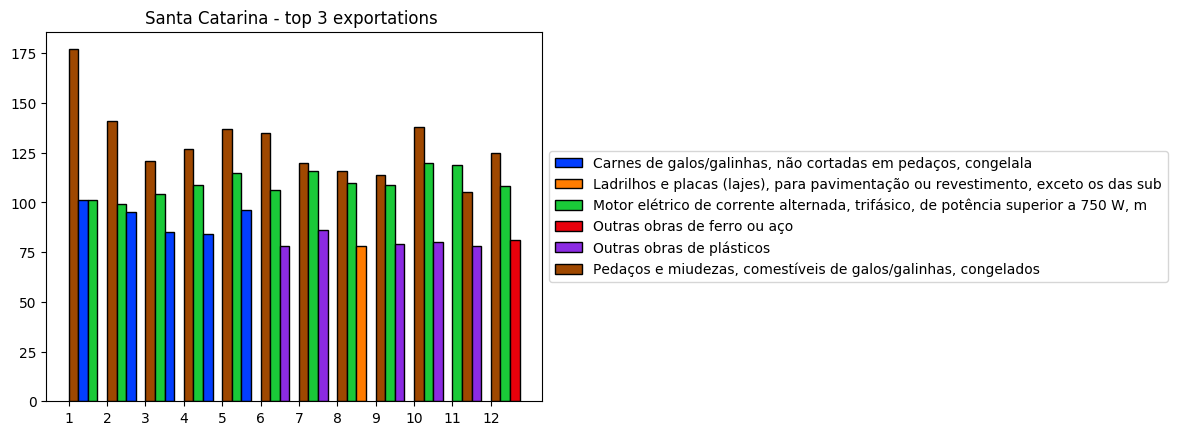 Santa Catarina - top 3 exportations
175
150
125
100
75
50
25
0
1 2 3 4 5 6 7 8 9 10 11 12
Carnes de galos/galinhas, não cortadas em pedaços, congelala
Ladrilhos e placas (lajes), para pavimentação ou revestimento, exceto os das sub
Motor elétrico de corrente alternada, trifásico, de potência superior a 750 W, m
Outras obras de ferro ou aço
Outras obras de plásticos
Pedaços e miudezas, comestíveis de galos/galinhas, congelados